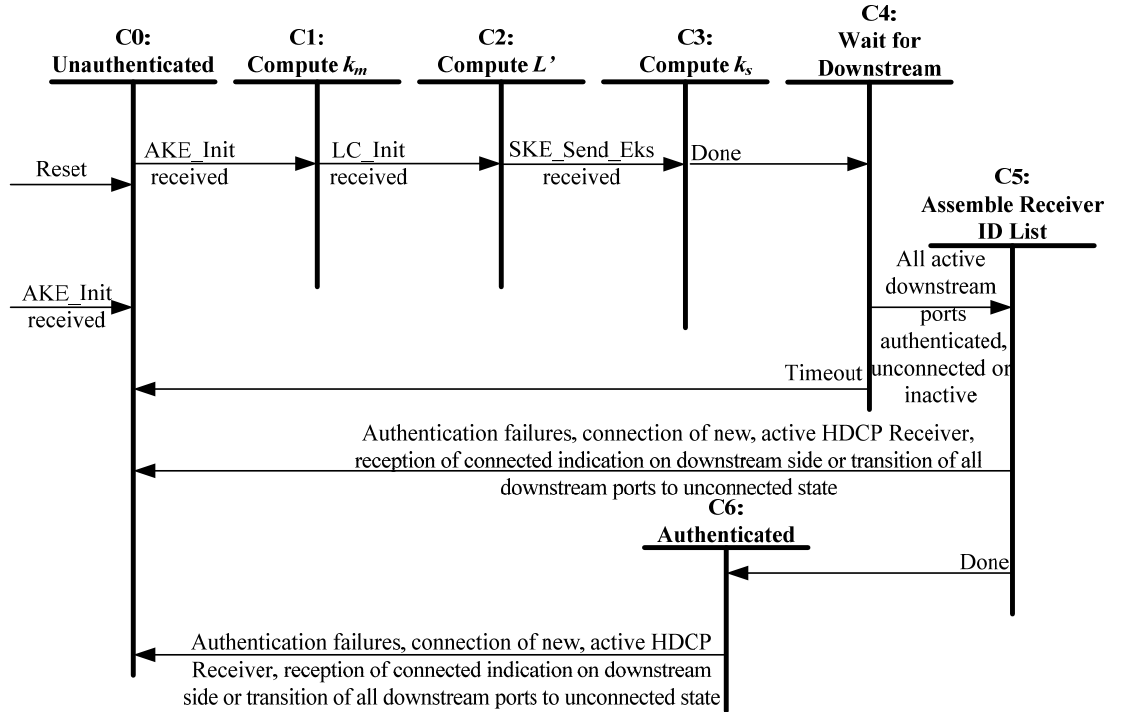 C0:
Unauthenticated
C1:
Compute km
C2:
Compute L’
C3:
Compute ks
C4:
Wait for
Downstream
Reset
AKE_Init
received
LC_Init
received
SKE_Send_Eks
received
Done
C5:
Assemble Receiver
ID List
AKE_Init
received
All active
downstream
ports
authenticated,
unconnected or
inactive
Timeout
Authentication failures, connection of new, active HDCP Receiver,
reception of connected indication on downstream side or transition of all
downstream ports to unconnected state
C6:
Authenticated
Done
Authentication failures, connection of new, active HDCP
Receiver, reception of connected indication on downstream
side or transition of all downstream ports to unconnected state